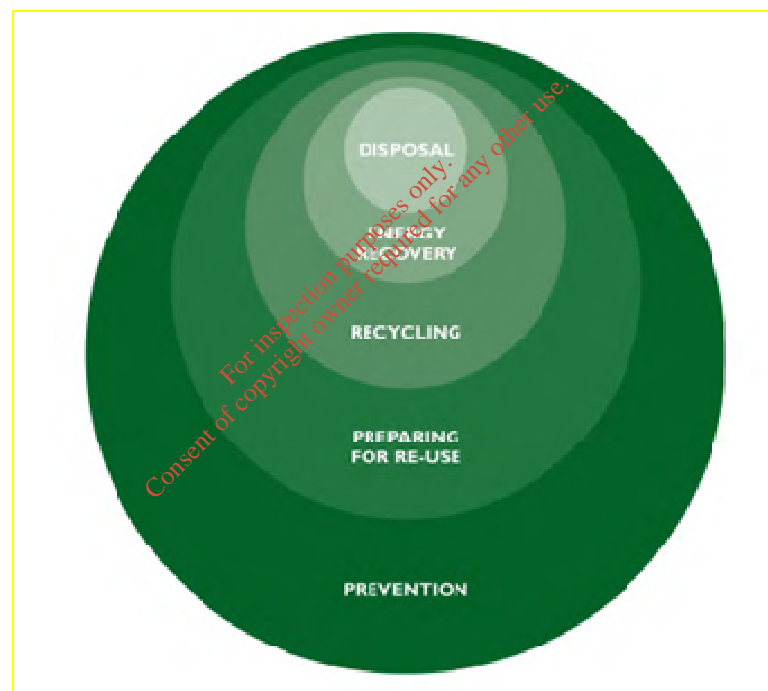 DISPOSAL
ENERGY
RECOVERY
RECYCLING
PREPARING
FOR RE-USE
PREVENTION
For inspection purposes only.
Consent of copyright owner required for any other use.